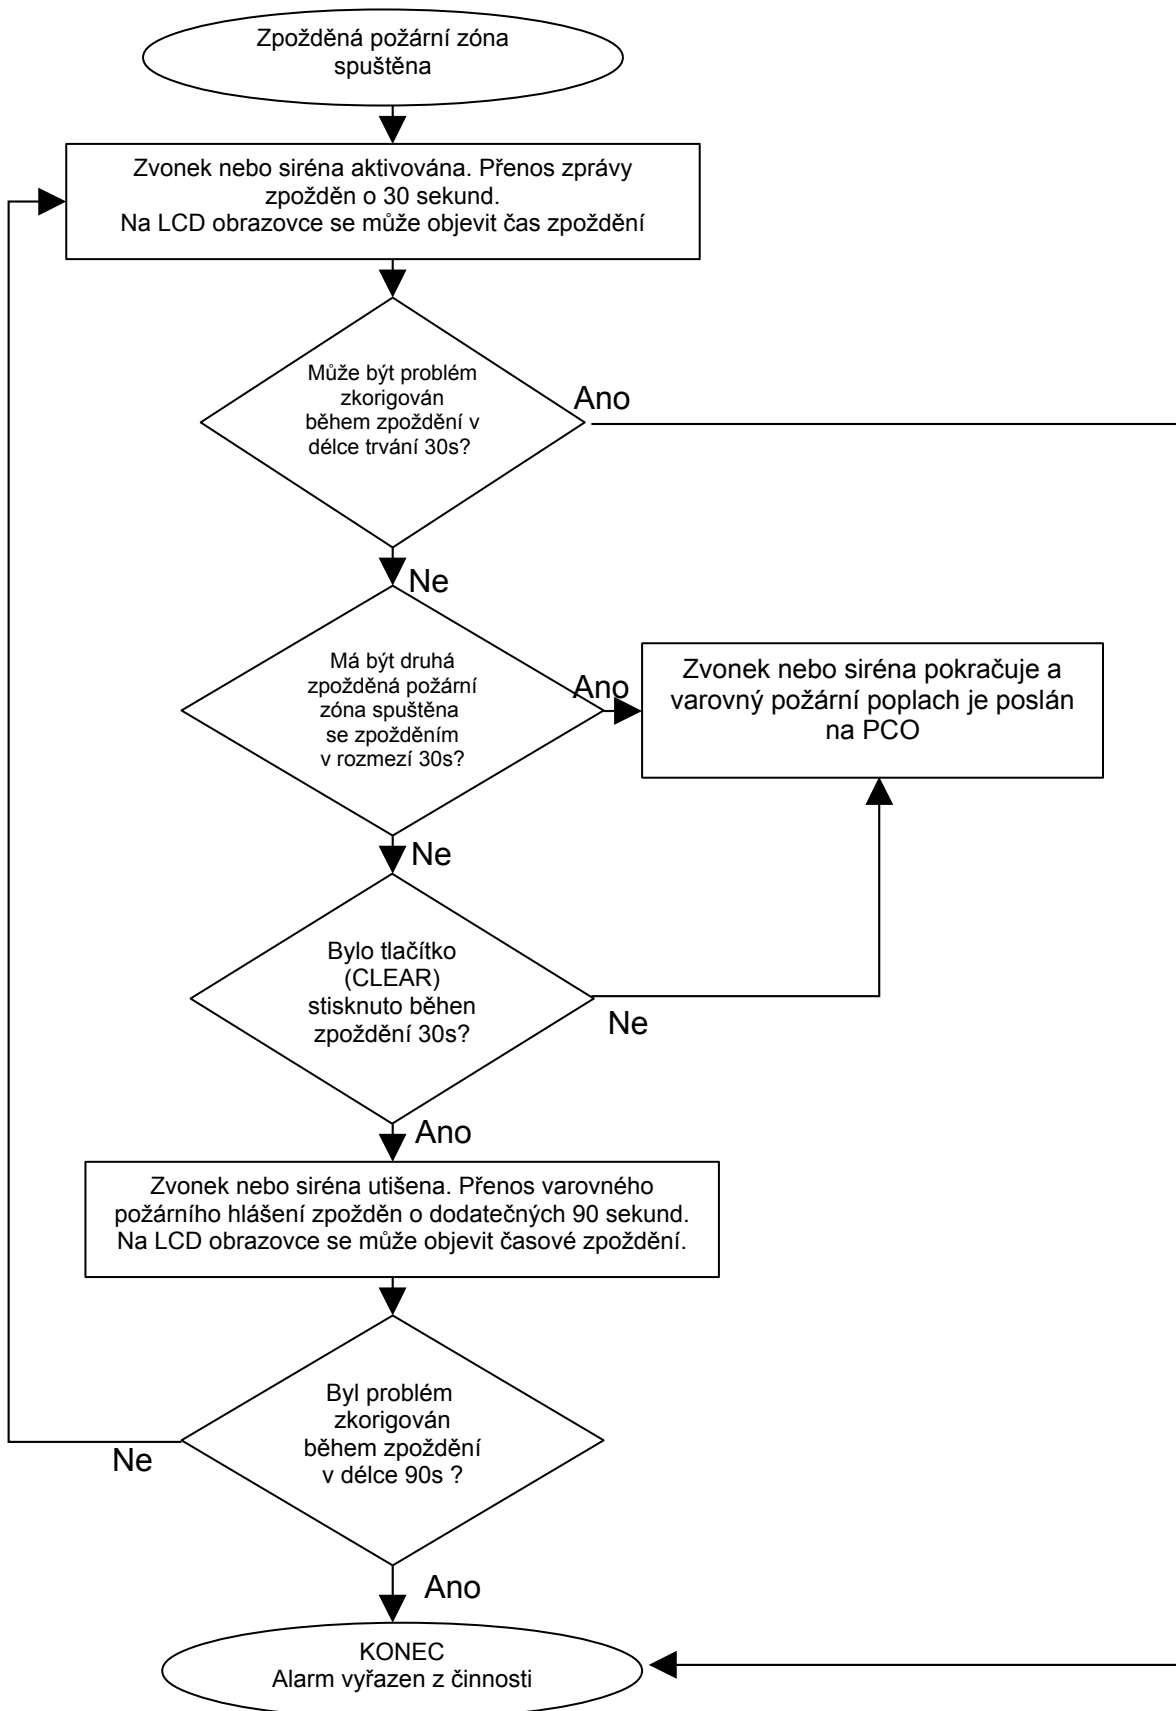 Zpožděná požární zóna
spuštěna
Zvonek nebo siréna aktivována. Přenos zprávy
zpožděn o 30 sekund.
Na LCD obrazovce se může objevit čas zpoždění
Může být problém
zkorigován
během zpoždění v
délce trvání 30s?
Ano
Ne
Má být druhá
zpožděná požární
zóna spuštěna
se zpožděním
v rozmezí 30s?
Ano
Zvonek nebo siréna pokračuje a
varovný požární poplach je poslán
na PCO
Ne
Bylo tlačítko
(CLEAR)
stisknuto běhen
zpoždění 30s?
Ne
Ano
Zvonek nebo siréna utišena. Přenos varovného
požárního hlášení zpožděn o dodatečných 90 sekund.
Na LCD obrazovce se může objevit časové zpoždění.
Byl problém
zkorigován
během zpoždění
v délce 90s ?
Ne
Ano
KONEC
Alarm vyřazen z činnosti